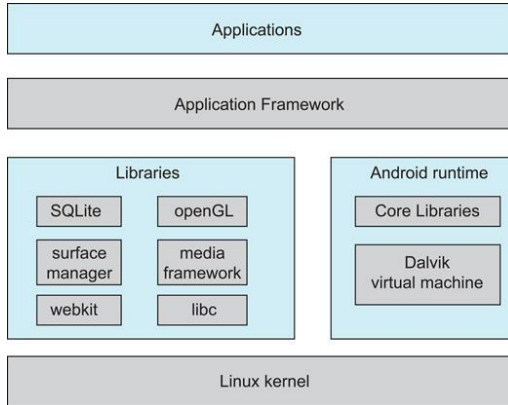 Applications
Application Framework
Libraries
SQLite
openGL
surface
manager
media
framework
webkit
libc
Android runtime
Core Libraries
Dalvik
virtual machine
Linux kernel